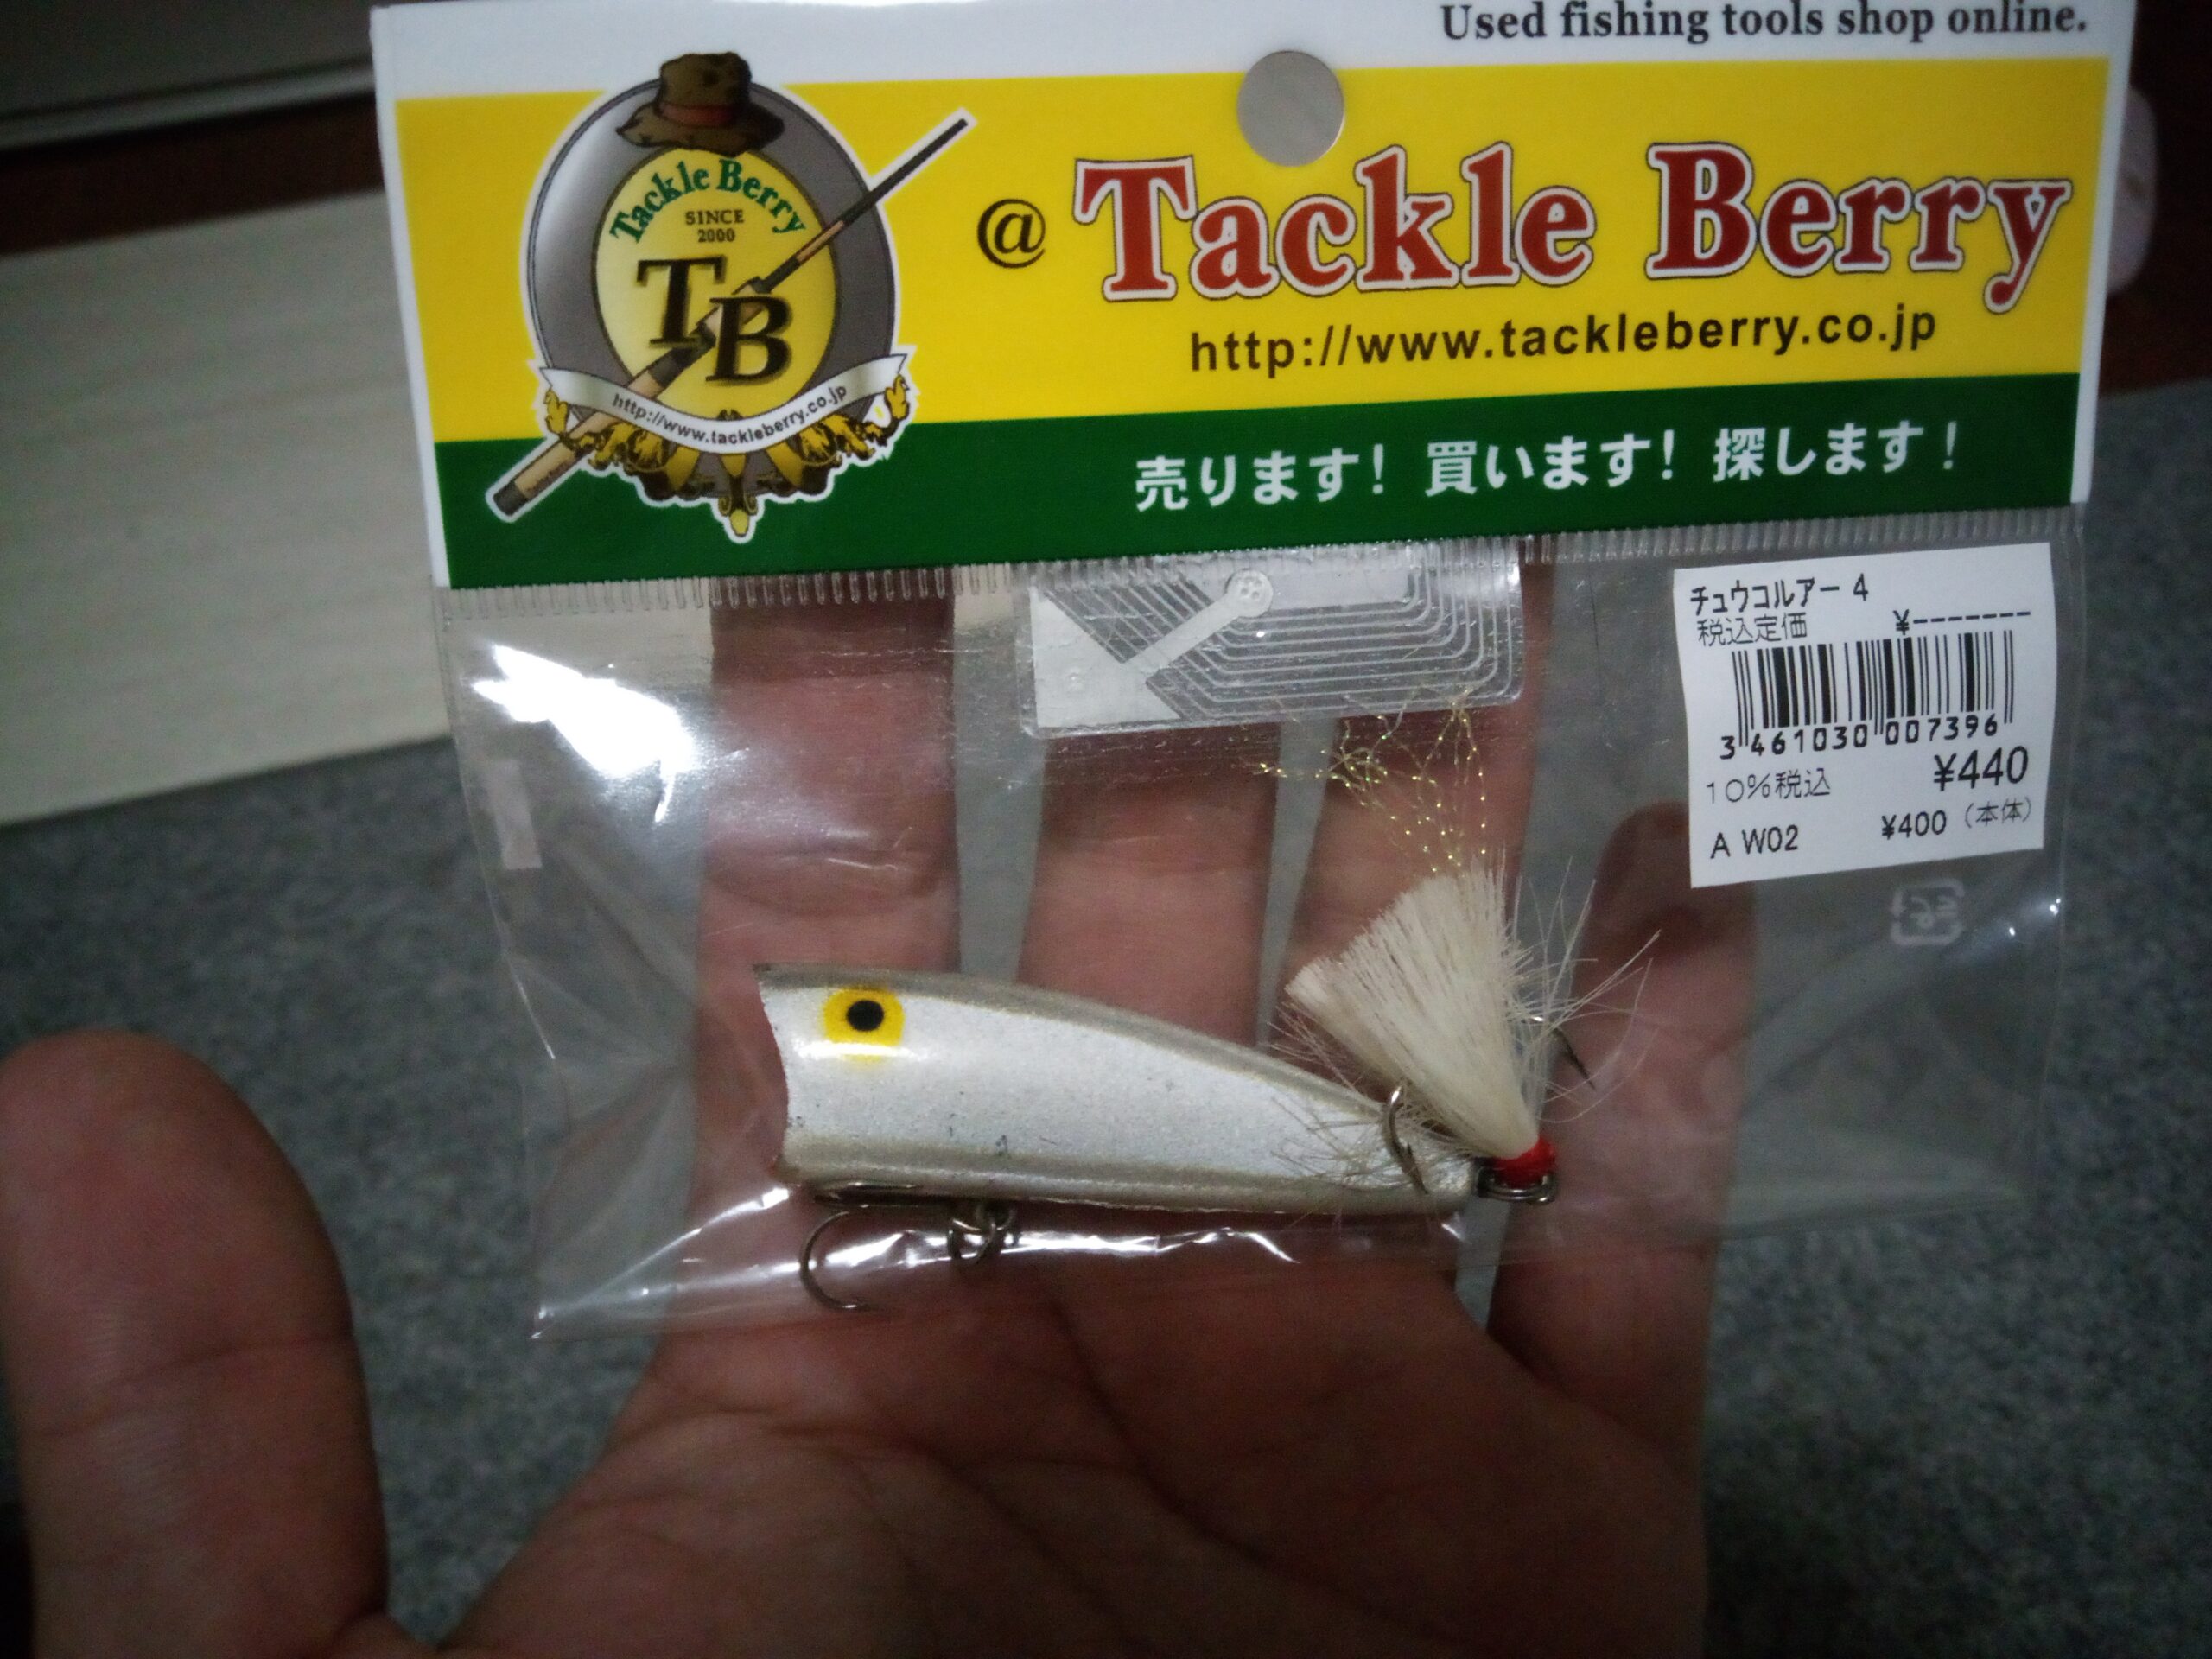 Used fishing tools shop online.
Tackle Berry
SINCE
2000
TB
http://www.tackleberry.co.jp
@ Tackle Berry
http://www.tackleberry.co.jp
売ります! 買います! 探します!
チュウコルアー 4
税込定価 ¥-------
3 461030 007396
10%税込 ¥440
A W02 ¥400 (本体)